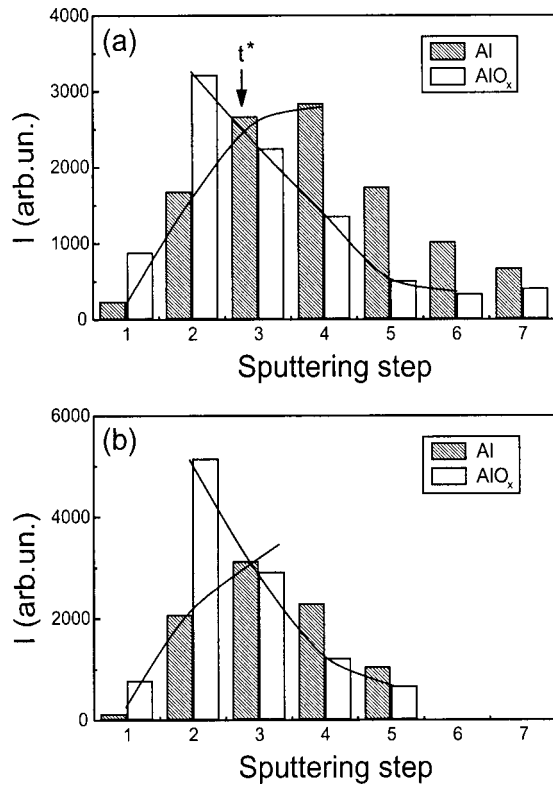 (a)
t*
Al
AlOₓ
I (arb.un.)
4000
3000
2000
1000
0
1 2 3 4 5 6 7
Sputtering step
(b)
Al
AlOₓ
I (arb.un.)
6000
4000
2000
0
1 2 3 4 5 6 7
Sputtering step